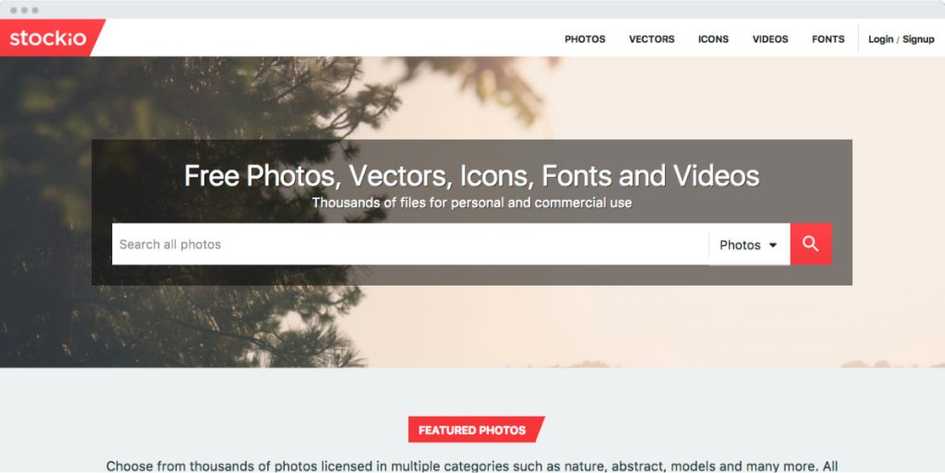 stockio
PHOTOS VECTORS ICONS VIDEOS FONTS Login / Signup
Free Photos, Vectors, Icons, Fonts and Videos
Thousands of files for personal and commercial use
Search all photos Photos
FEATURED PHOTOS
Choose from thousands of photos licensed in multiple categories such as nature, abstract, models and many more. All